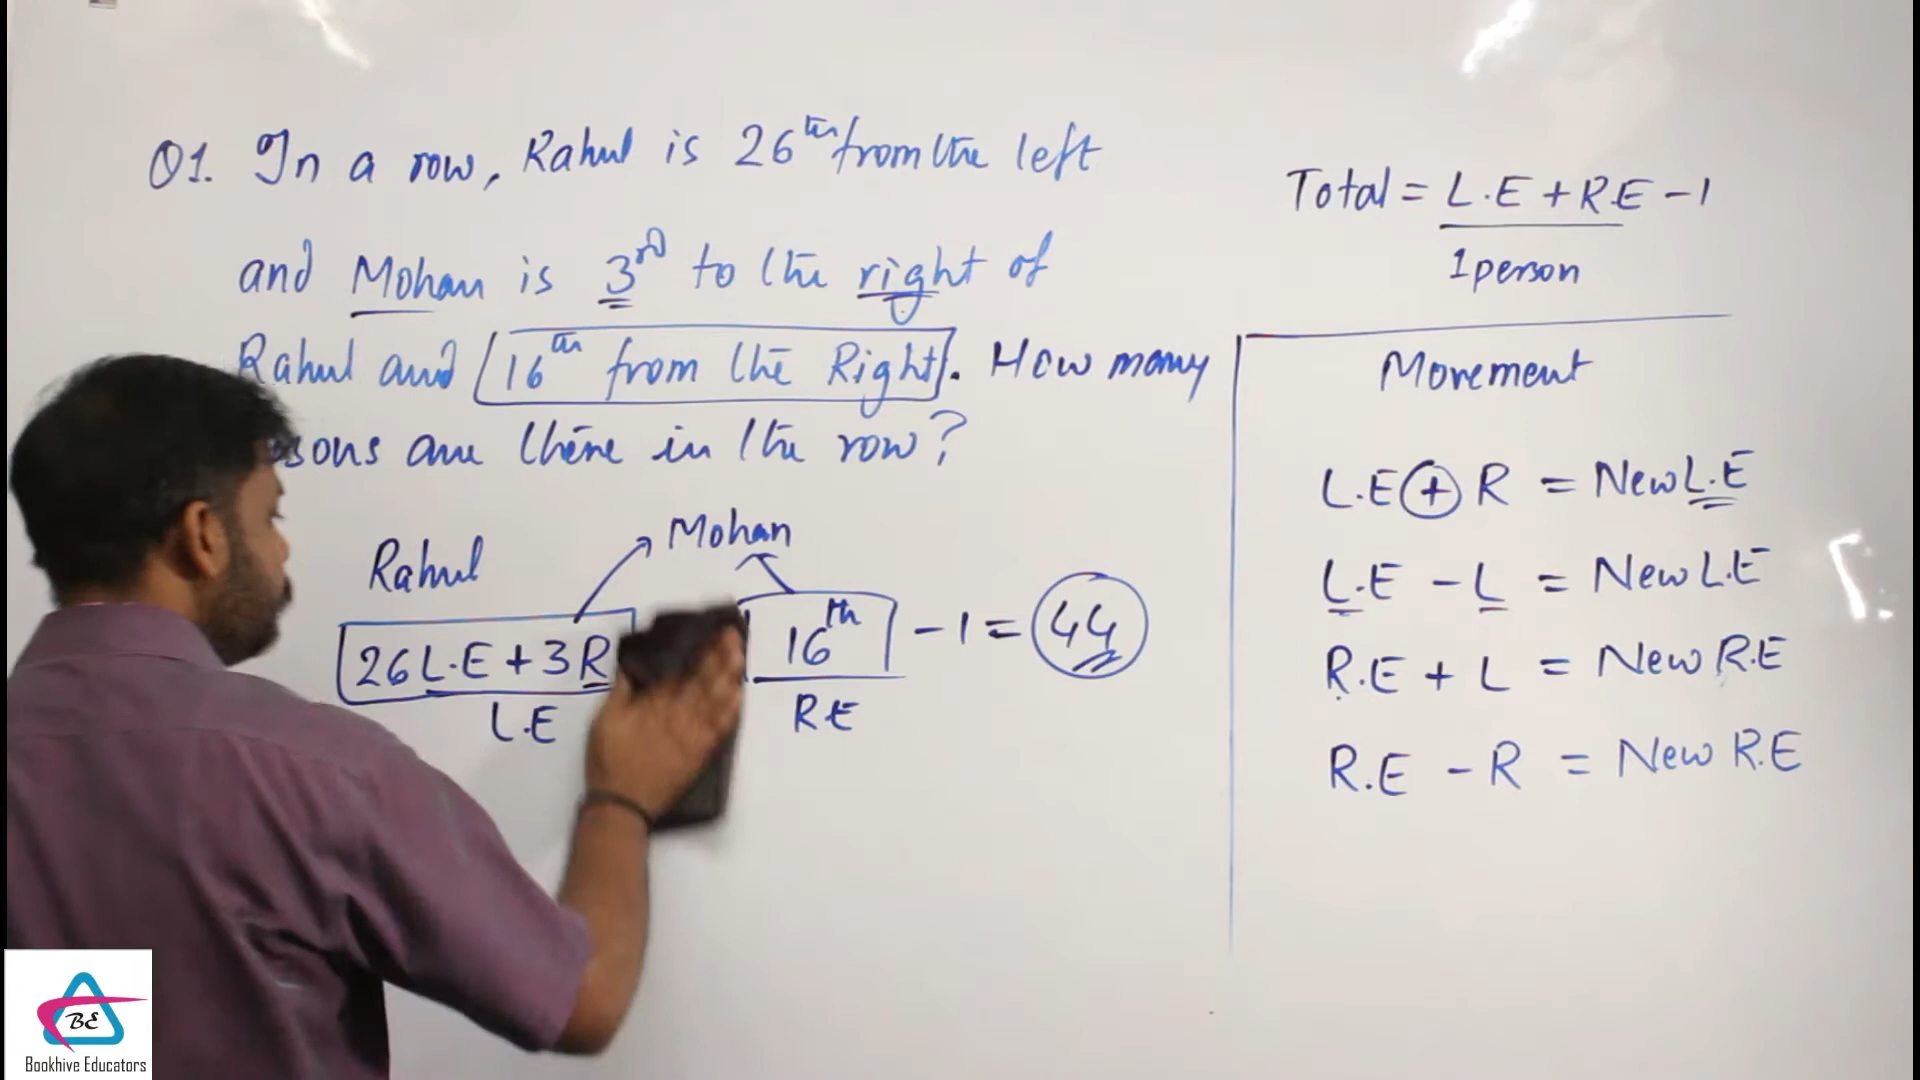 Q1. In a row, Rahul is 26th from the left
and Mohan is 3rd to the right of
Rahul and 16th from the Right. How many
sons are there in the row?
Rahul
Mohan
26 L.E + 3 R
16th - 1 = 44
L.E
R.E
Total = L.E + R.E - 1
1 person
Movement
L.E + R = New L.E
L.E - L = New L.E
R.E + L = New R.E
R.E - R = New R.E
BE
Bookhive Educators